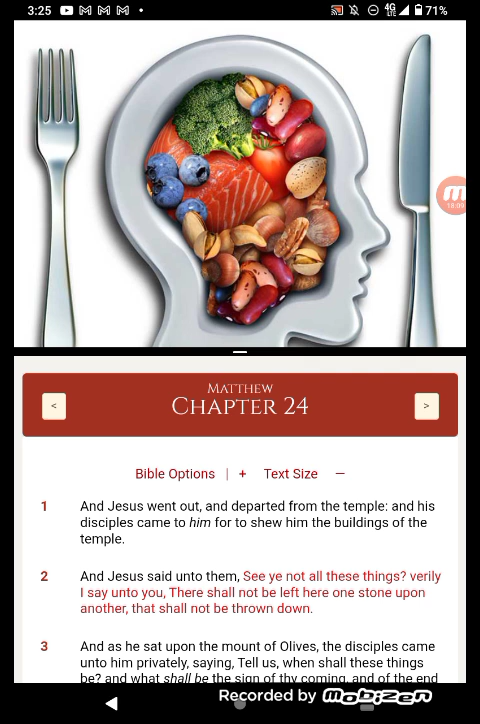 3:25
4G
LTE
71%
18:09
MATTHEW
CHAPTER 24
<
>
Bible Options | + Text Size —
1 And Jesus went out, and departed from the temple: and his
disciples came to him for to shew him the buildings of the
temple.
2 And Jesus said unto them, See ye not all these things? verily
I say unto you, There shall not be left here one stone upon
another, that shall not be thrown down.
3 And as he sat upon the mount of Olives, the disciples came
unto him privately, saying, Tell us, when shall these things
be? and what shall be the sign of thy coming, and of the end
Recorded by Mobizen